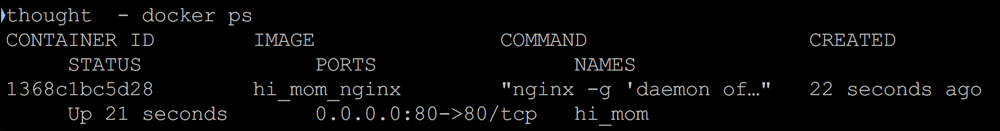 thought - docker ps
CONTAINER ID IMAGE COMMAND CREATED
STATUS PORTS NAMES
1368c1bc5d28 hi_mom_nginx "nginx -g 'daemon of…" 22 seconds ago
Up 21 seconds 0.0.0.0:80->80/tcp hi_mom